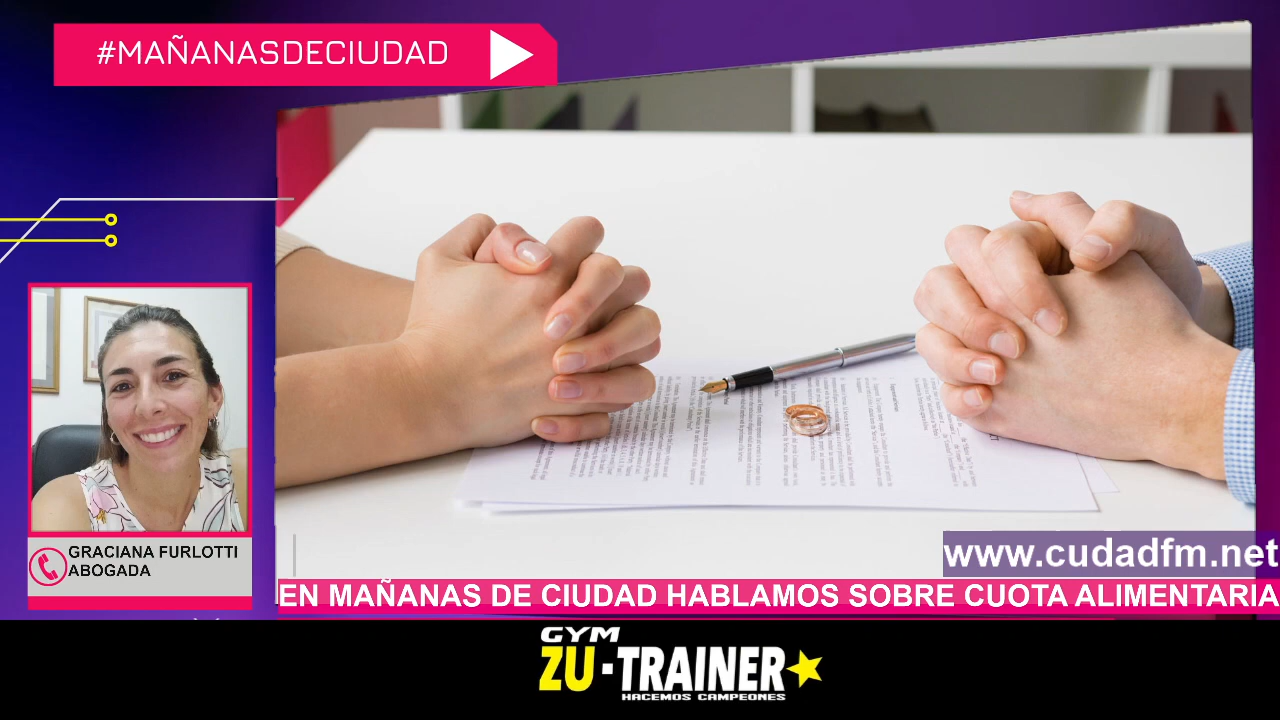 #MAÑANASDECIUDAD
GRACIANA FURLOTTI
ABOGADA
www.cudadfm.net
EN MAÑANAS DE CIUDAD HABLAMOS SOBRE CUOTA ALIMENTARIA
GYM
ZU-TRAINER
HACEMOS CAMPEONES